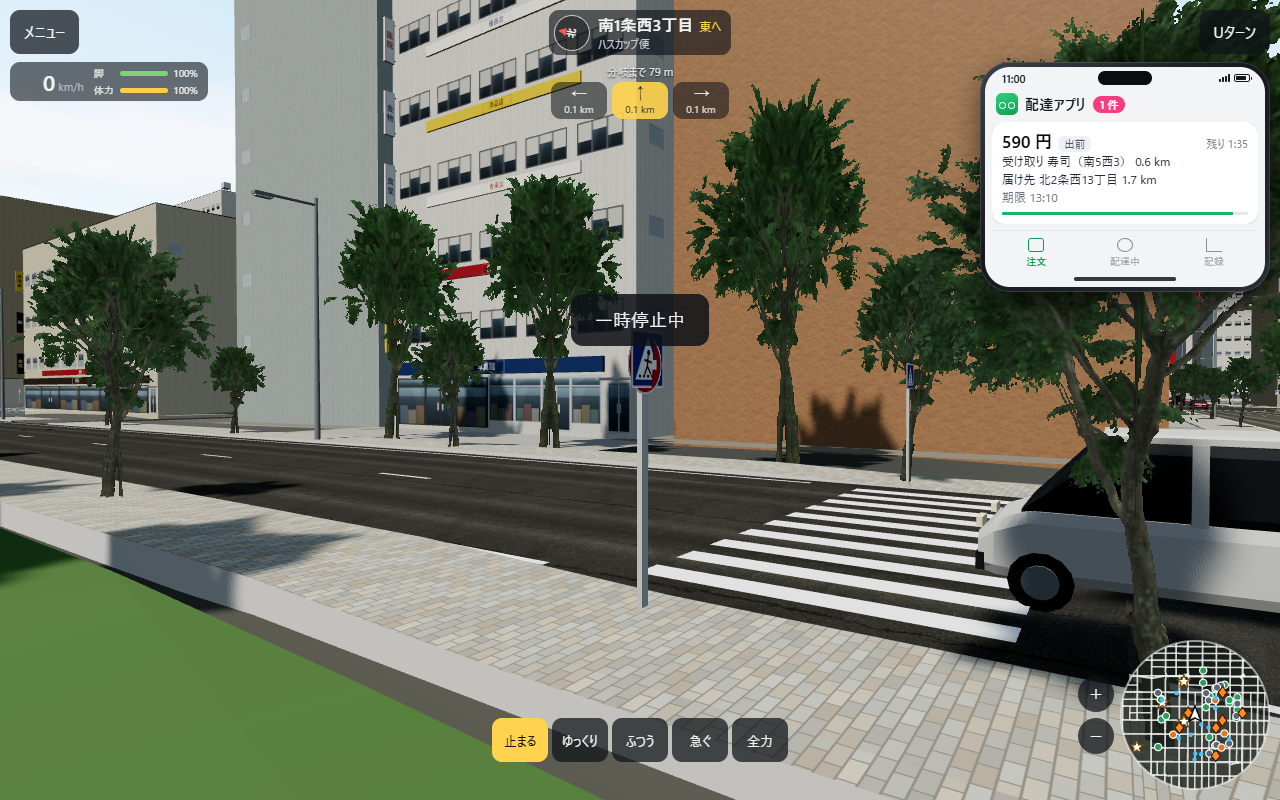 メニュー
0 km/h
脚 100%
体力 100%
南1条西3丁目 東へ
ハスカップ便
分岐まで 79 m
← 0.1 km
↑ 0.1 km
→ 0.1 km
Uターン
11:00
配達アプリ 1 件
590 円 出前 残り 1:35
受け取り 寿司（南5西3） 0.6 km
届け先 北2条西13丁目 1.7 km
期限 13:10
注文 配達中 記録
一時停止中
止まる ゆっくり ふつう 急ぐ 全力
+
−